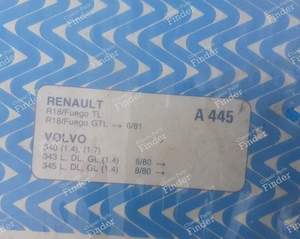 RENAULT
A 445
R18/Fuego TL
R18/Fuego GTL → 6/81
VOLVO
340 (1.4), (1.7)
343 L, DL, GL (1.4) 8/80 →
345 L, DL, GL (1.4) 8/80 →
Finder